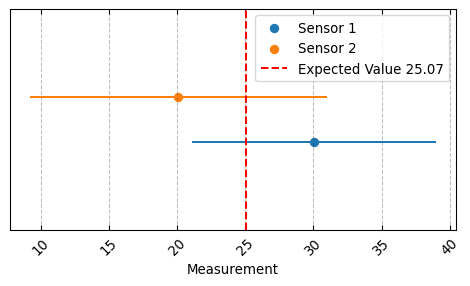 Sensor 1
Sensor 2
Expected Value 25.07
10 15 20 25 30 35 40
Measurement